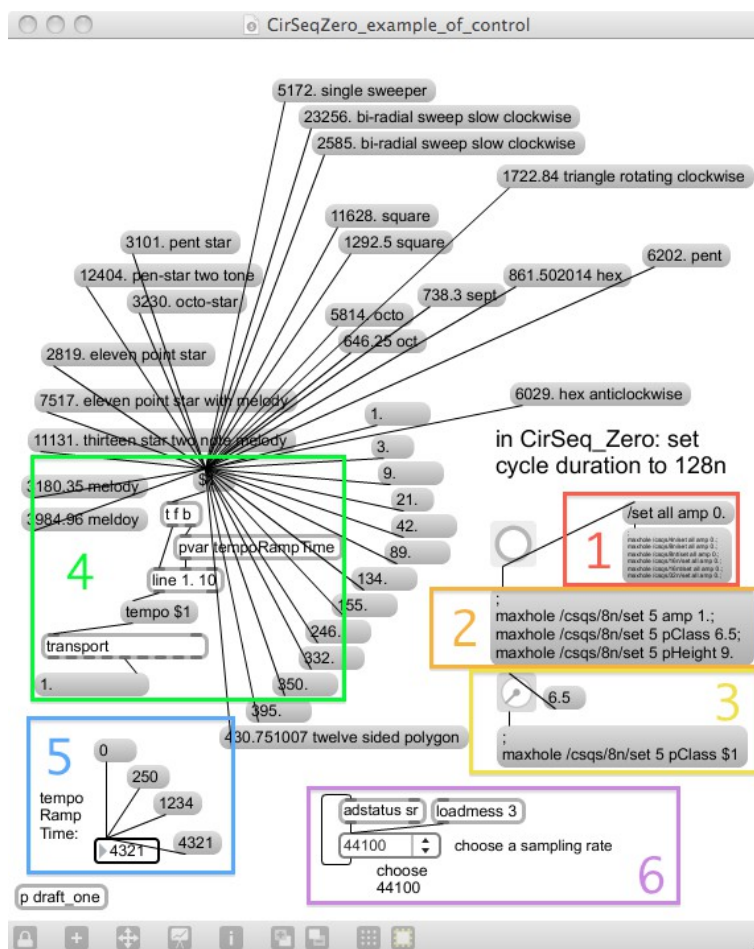 CirSeqZero_example_of_control
5172. single sweeper
23256. bi-radial sweep slow clockwise
2585. bi-radial sweep slow clockwise
1722.84 triangle rotating clockwise
11628. square
3101. pent star
1292.5 square
6202. pent
12404. pen-star two tone
861.502014 hex
738.3 sept
3230. octo-star
5814. octo
646.25 oct
2819. eleven point star
6029. hex anticlockwise
7517. eleven point star with melody
1.
11131. thirteen star two note melody
3.
in CirSeq_Zero: set
cycle duration to 128n
9.
3180.35 melody
21.
3984.96 meldoy
42.
89.
134.
155.
246.
332.
350.
395.
430.751007 twelve sided polygon
4
t f b
pvar tempoRampTime
line 1. 10
tempo $1
transport
1.
1
/set all amp 0.
2
;
maxhole /csqs/8n/set 5 amp 1.;
maxhole /csqs/8n/set 5 pClass 6.5;
maxhole /csqs/8n/set 5 pHeight 9.
3
6.5
;
maxhole /csqs/8n/set 5 pClass $1
5
0
250
1234
4321
tempo
Ramp
Time:
4321
6
adstatus sr
loadmess 3
44100
choose a sampling rate
choose
44100
p draft_one